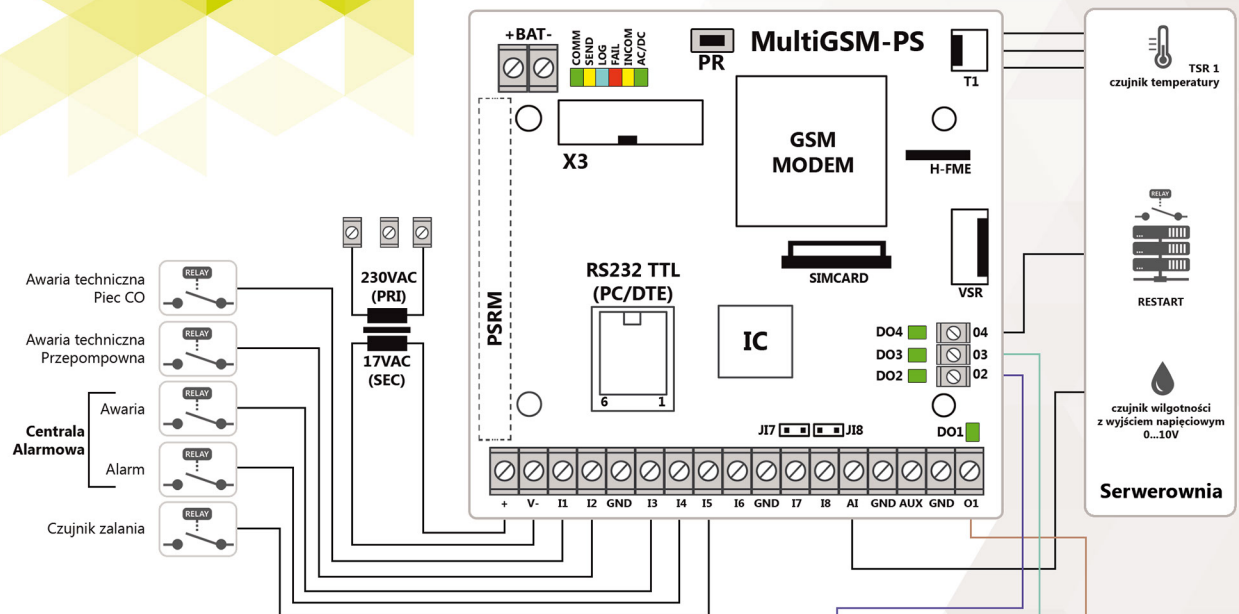 +BAT-
COMM
SEND
LOG
FAIL
INCOM
AC/DC
PR
MultiGSM-PS
T1
TSR 1
czujnik temperatury
X3
GSM
MODEM
H-FME
RELAY
RESTART
SIMCARD
VSR
RS232 TTL
(PC/DTE)
6 1
PSRM
IC
DO4 04
DO3 03
DO2 02
JI7 JI8
DO1
czujnik wilgotności
z wyjściem napięciowym
0...10V
Serwerownia
+ V- I1 I2 GND I3 I4 I5 I6 GND I7 I8 AI GND AUX GND O1
230VAC
(PRI)
17VAC
(SEC)
Awaria techniczna
Piec CO
RELAY
Awaria techniczna
Przepompowna
RELAY
Centrala
Alarmowa
Awaria
RELAY
Alarm
RELAY
Czujnik zalania
RELAY